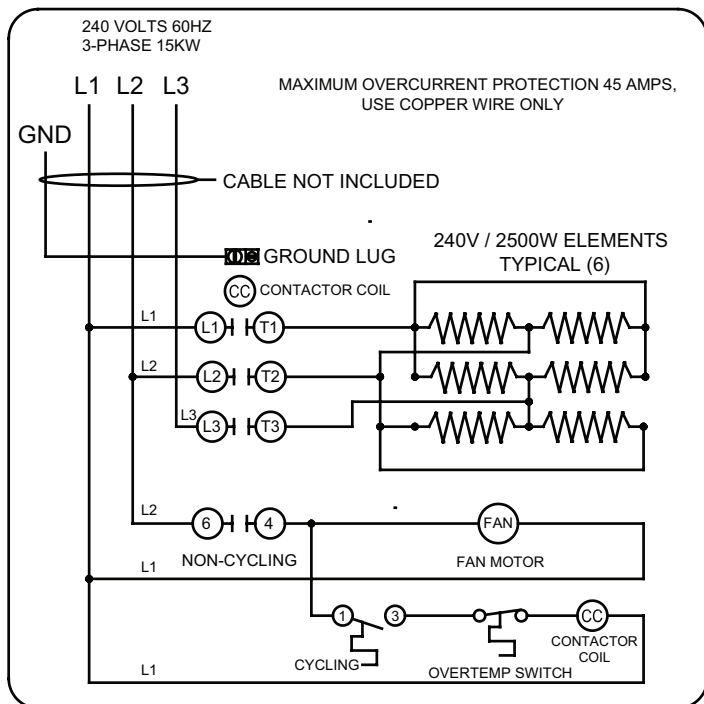 240 VOLTS 60HZ
3-PHASE 15KW
L1 L2 L3
MAXIMUM OVERCURRENT PROTECTION 45 AMPS,
USE COPPER WIRE ONLY
GND
CABLE NOT INCLUDED
GROUND LUG
240V / 2500W ELEMENTS
TYPICAL (6)
CC CONTACTOR COIL
L1 L1 T1
L2 L2 T2
L3 L3 T3
L2 6 4 FAN
NON-CYCLING FAN MOTOR
L1
1 3 CC
CYCLING OVERTEMP SWITCH
CONTACTOR
COIL
L1